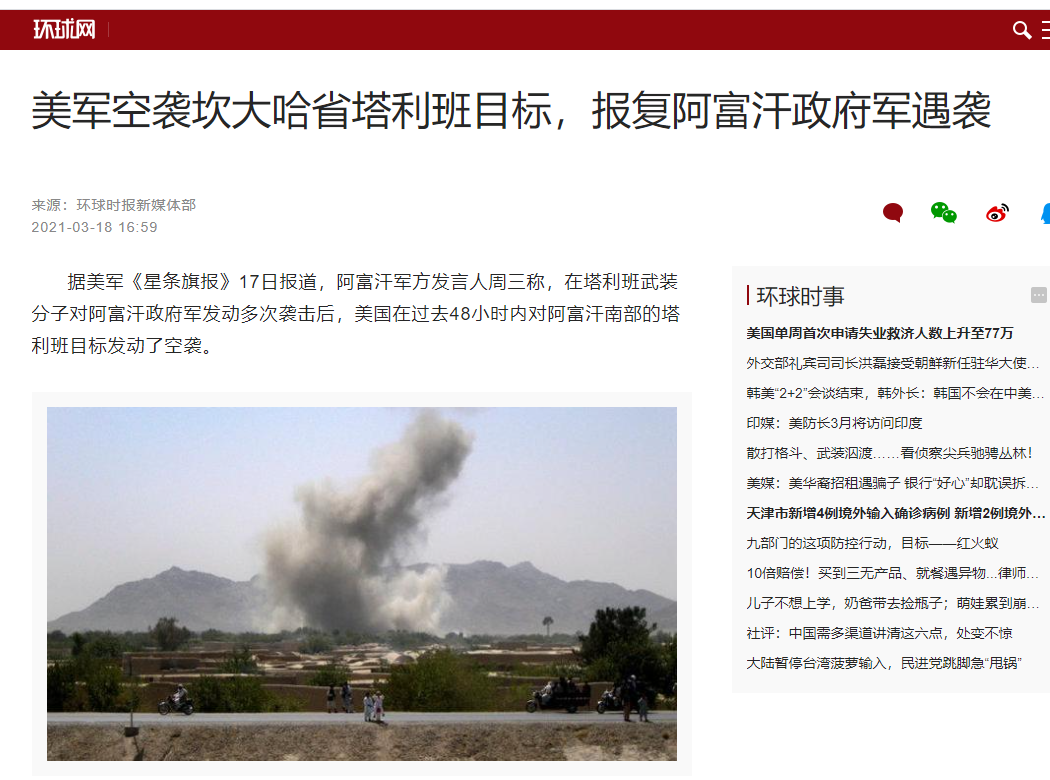 环球网
美军空袭坎大哈省塔利班目标，报复阿富汗政府军遇袭
来源：环球时报新媒体部
2021-03-18 16:59
据美军《星条旗报》17日报道，阿富汗军方发言人周三称，在塔利班武装
分子对阿富汗政府军发动多次袭击后，美国在过去48小时内对阿富汗南部的塔
利班目标发动了空袭。
环球时事
美国单周首次申请失业救济人数上升至77万
外交部礼宾司司长洪磊接受朝鲜新任驻华大使...
韩美“2+2”会谈结束，韩外长：韩国不会在中美...
印媒：美防长3月将访问印度
散打格斗、武装泅渡……看侦察尖兵驰骋丛林！
美媒：美华裔招租遇骗子 银行“好心”却耽误拆...
天津市新增4例境外输入确诊病例 新增2例境外...
九部门的这项防控行动，目标——红火蚁
10倍赔偿！买到三无产品、就餐遇异物...律师...
儿子不想上学，奶爸带去捡瓶子；萌娃累到崩...
社评：中国需多渠道讲清这六点，处变不惊
大陆暂停台湾菠萝输入，民进党跳脚急“甩锅”